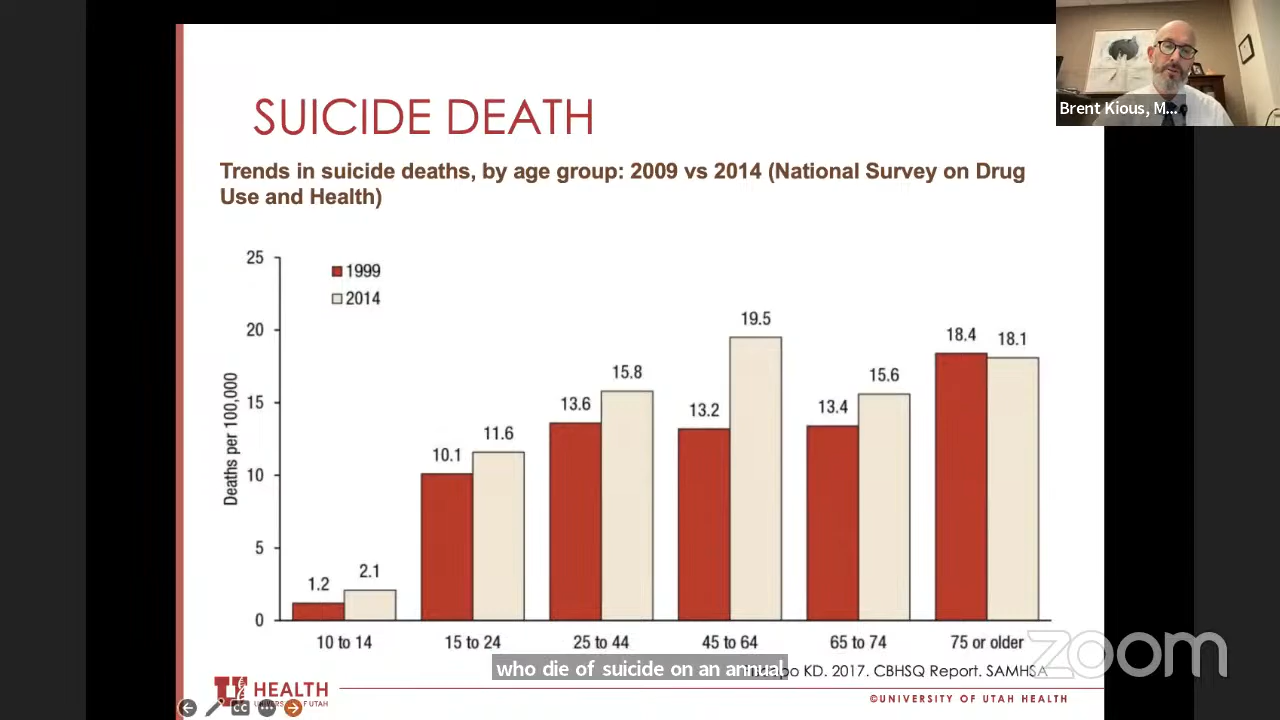 SUICIDE DEATH
Brent Kious, M...
Trends in suicide deaths, by age group: 2009 vs 2014 (National Survey on Drug
Use and Health)
25
20
15
10
5
0
Deaths per 100,000
1999
2014
1.2
2.1
10.1
11.6
13.6
15.8
13.2
19.5
13.4
15.6
18.4
18.1
10 to 14
15 to 24
25 to 44
45 to 64
65 to 74
75 or older
zoom
who die of suicide on an annual
KD. 2017. CBHSQ Report. SAMHSA
HEALTH
UNIVERSITY OF UTAH
CC
©UNIVERSITY OF UTAH HEALTH